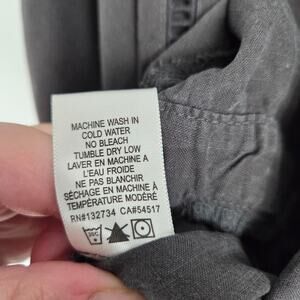 MACHINE WASH IN
COLD WATER
NO BLEACH
TUMBLE DRY LOW
LAVER EN MACHINE A
L'EAU FROIDE
NE PAS BLANCHIR
SÉCHAGE EN MACHINE A
TEMPÉRATURE MODÉRÉ
RN#132734 CA#54517
30C